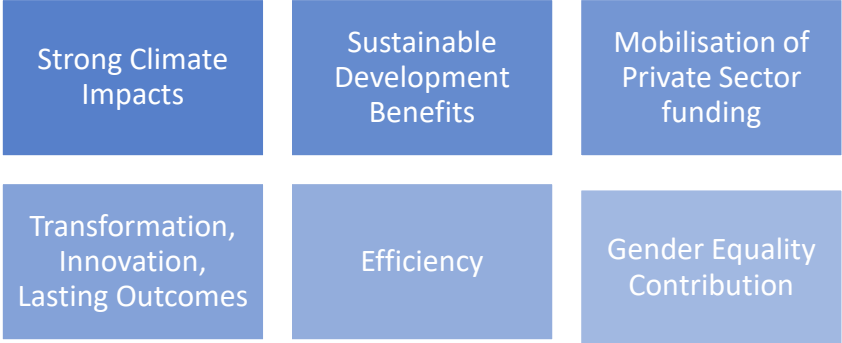 Strong Climate
Impacts
Sustainable
Development
Benefits
Mobilisation of
Private Sector
funding
Transformation,
Innovation,
Lasting Outcomes
Efficiency
Gender Equality
Contribution